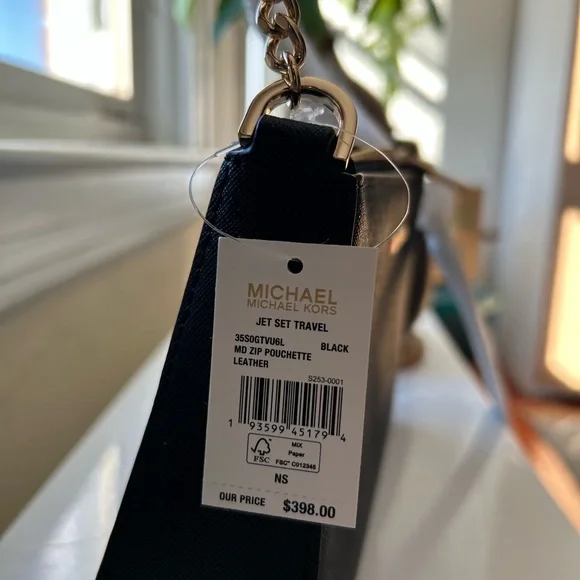 MICHAEL
MICHAEL KORS
JET SET TRAVEL
35S0GTVU6L BLACK
MD ZIP POUCHETTE
LEATHER
S253-0001
1 93599 45179 4
FSC
MIX
Paper
FSC® C012345
NS
OUR PRICE $398.00